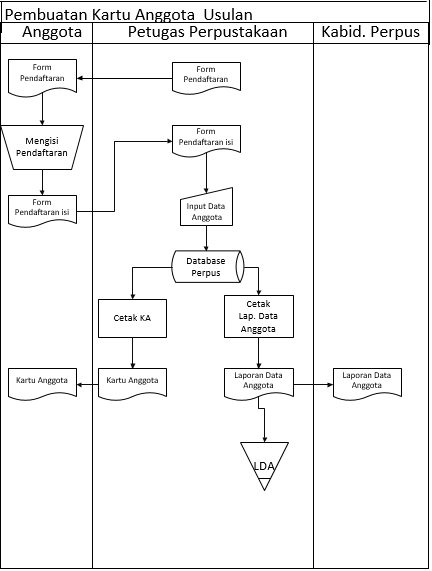 Pembuatan Kartu Anggota Usulan
Anggota
Petugas Perpustakaan
Kabid. Perpus
Form
Pendaftaran
Form
Pendaftaran
Mengisi
Pendaftaran
Form
Pendaftaran isi
Form
Pendaftaran isi
Input Data
Anggota
Database
Perpus
Cetak KA
Cetak
Lap. Data
Anggota
Kartu Anggota
Kartu Anggota
Laporan Data
Anggota
Laporan Data
Anggota
LDA